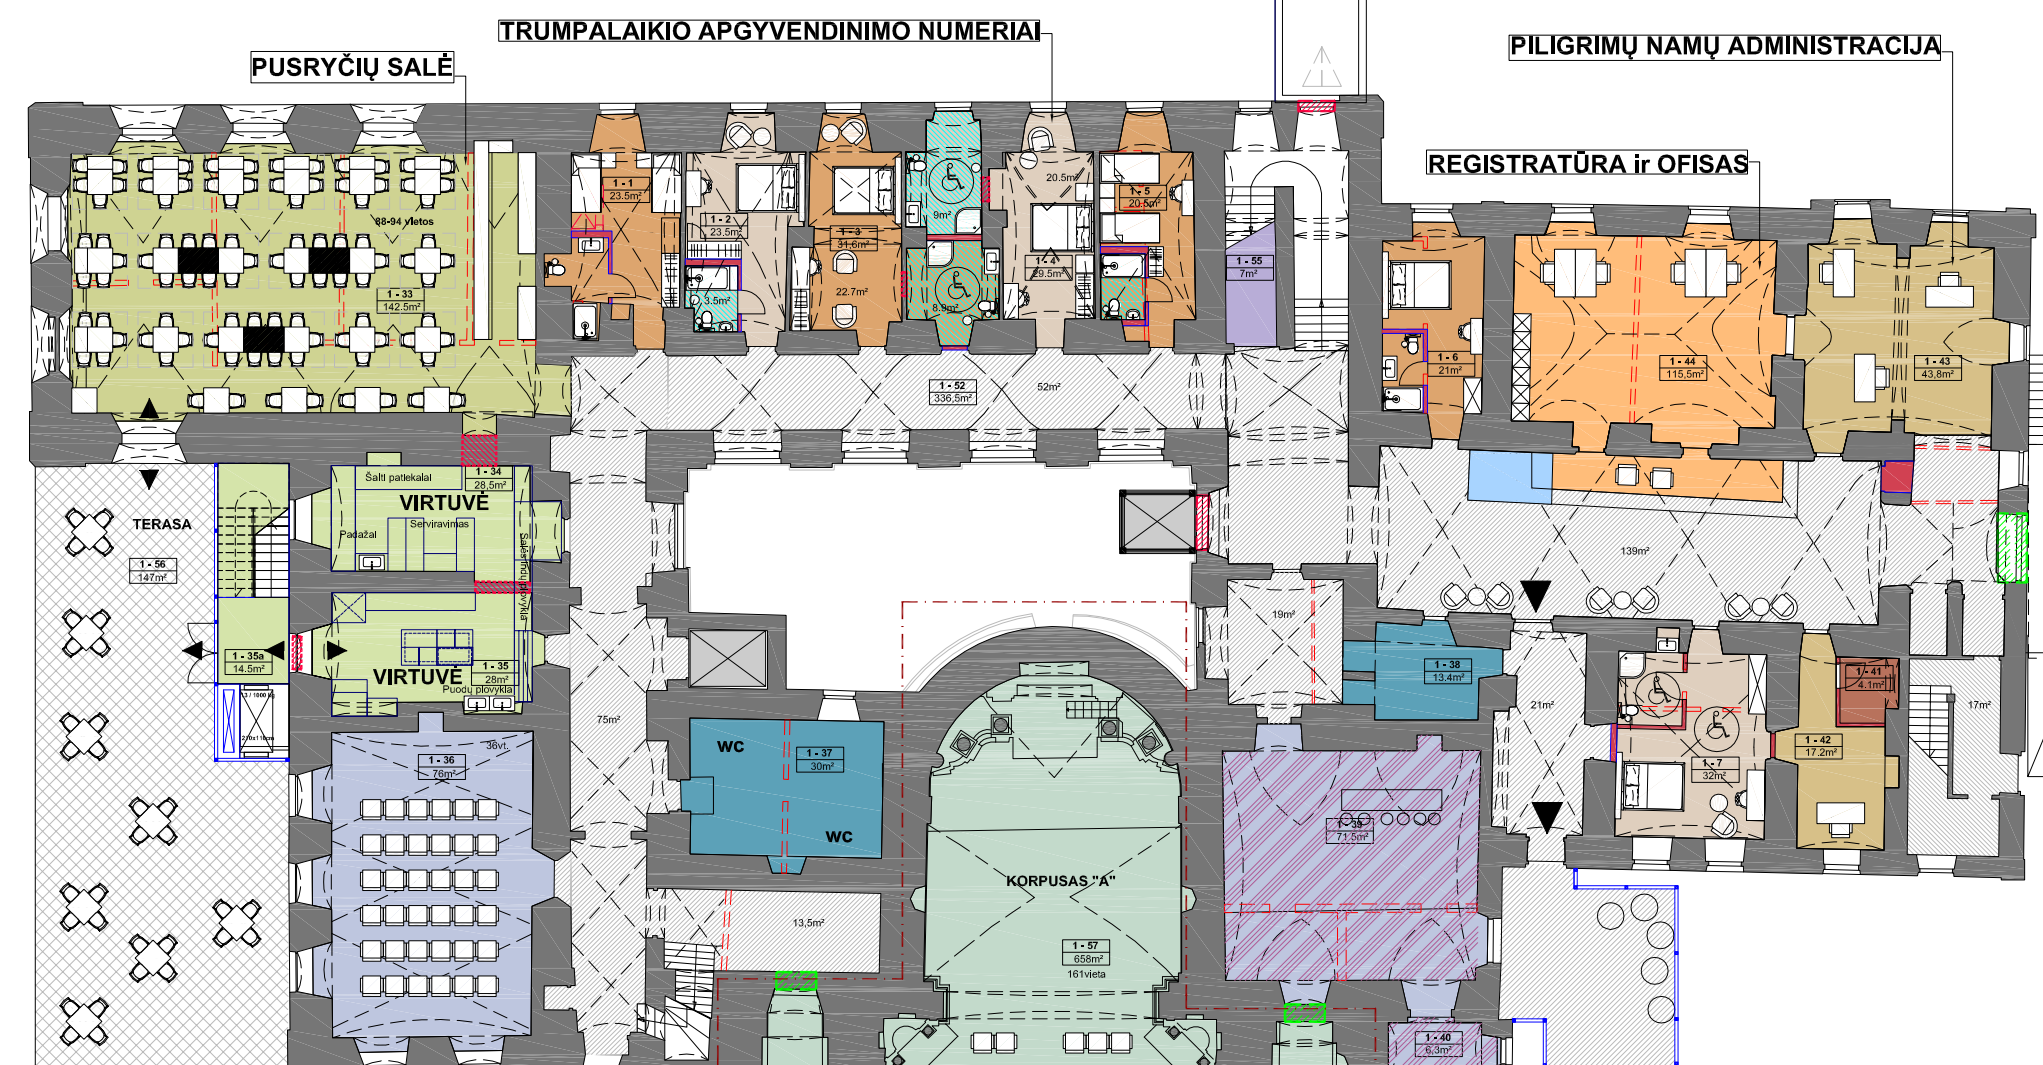 TRUMPALAIKIO APGYVENDINIMO NUMERIAI
PILIGRIMŲ NAMŲ ADMINISTRACIJA
PUSRYČIŲ SALĖ
REGISTRATŪRA ir OFISAS
88-94 vietos
1 - 33
142.5m²
1 - 1
23.5m²
1 - 2
23.5m²
3.5m²
1 - 3
31,6m²
22.7m²
9m²
8.8m²
20.5m²
1 - 4
29.5m²
1 - 5
20.5m²
1 - 55
7m²
1 - 6
21m²
1 - 44
115,5m²
1 - 43
43,8m²
1 - 52
336,5m²
52m²
Šalti patiekalai
1 - 34
28,5m²
VIRTUVĖ
Serviravimas
Padažai
TERASA
1 - 56
147m²
139m²
19m²
1 - 35a
14.5m²
VIRTUVĖ
1 - 35
28m²
Puodų plovykla
1 - 38
13.4m²
1 - 41
4.1m²
75m²
21m²
17m²
36vt.
1 - 36
76m²
WC
1 - 37
30m²
WC
1 - 42
17.2m²
1 - 7
32m²
1 - 39
71,5m²
KORPUSAS "A"
13,5m²
1 - 57
658m²
161vieta
1 - 40
6,3m²